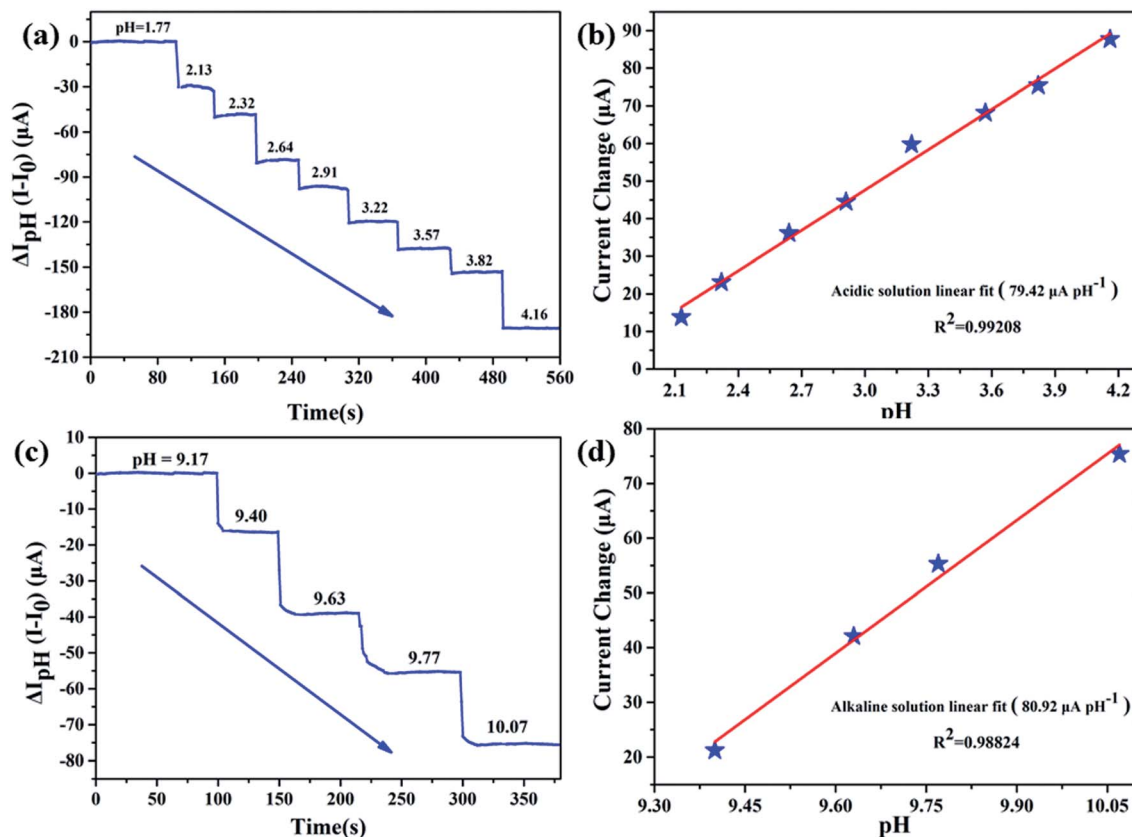 (a)
pH=1.77
2.13
2.32
2.64
2.91
3.22
3.57
3.82
4.16
0
-30
-60
-90
-120
-150
-180
-210
ΔI_pH (I-I_0) (μA)
0 80 160 240 320 400 480 560
Time(s)
(b)
90
80
70
60
50
40
30
20
10
0
Current Change (μA)
Acidic solution linear fit ( 79.42 μA pH^-1)
R^2=0.99208
2.1 2.4 2.7 3.0 3.3 3.6 3.9 4.2
pH
(c)
pH = 9.17
9.40
9.63
9.77
10.07
10
0
-10
-20
-30
-40
-50
-60
-70
-80
ΔI_pH (I-I_0) (μA)
0 50 100 150 200 250 300 350
Time(s)
(d)
80
70
60
50
40
30
20
Current Change (μA)
Alkaline solution linear fit ( 80.92 μA pH^-1)
R^2=0.98824
9.30 9.45 9.60 9.75 9.90 10.05
pH